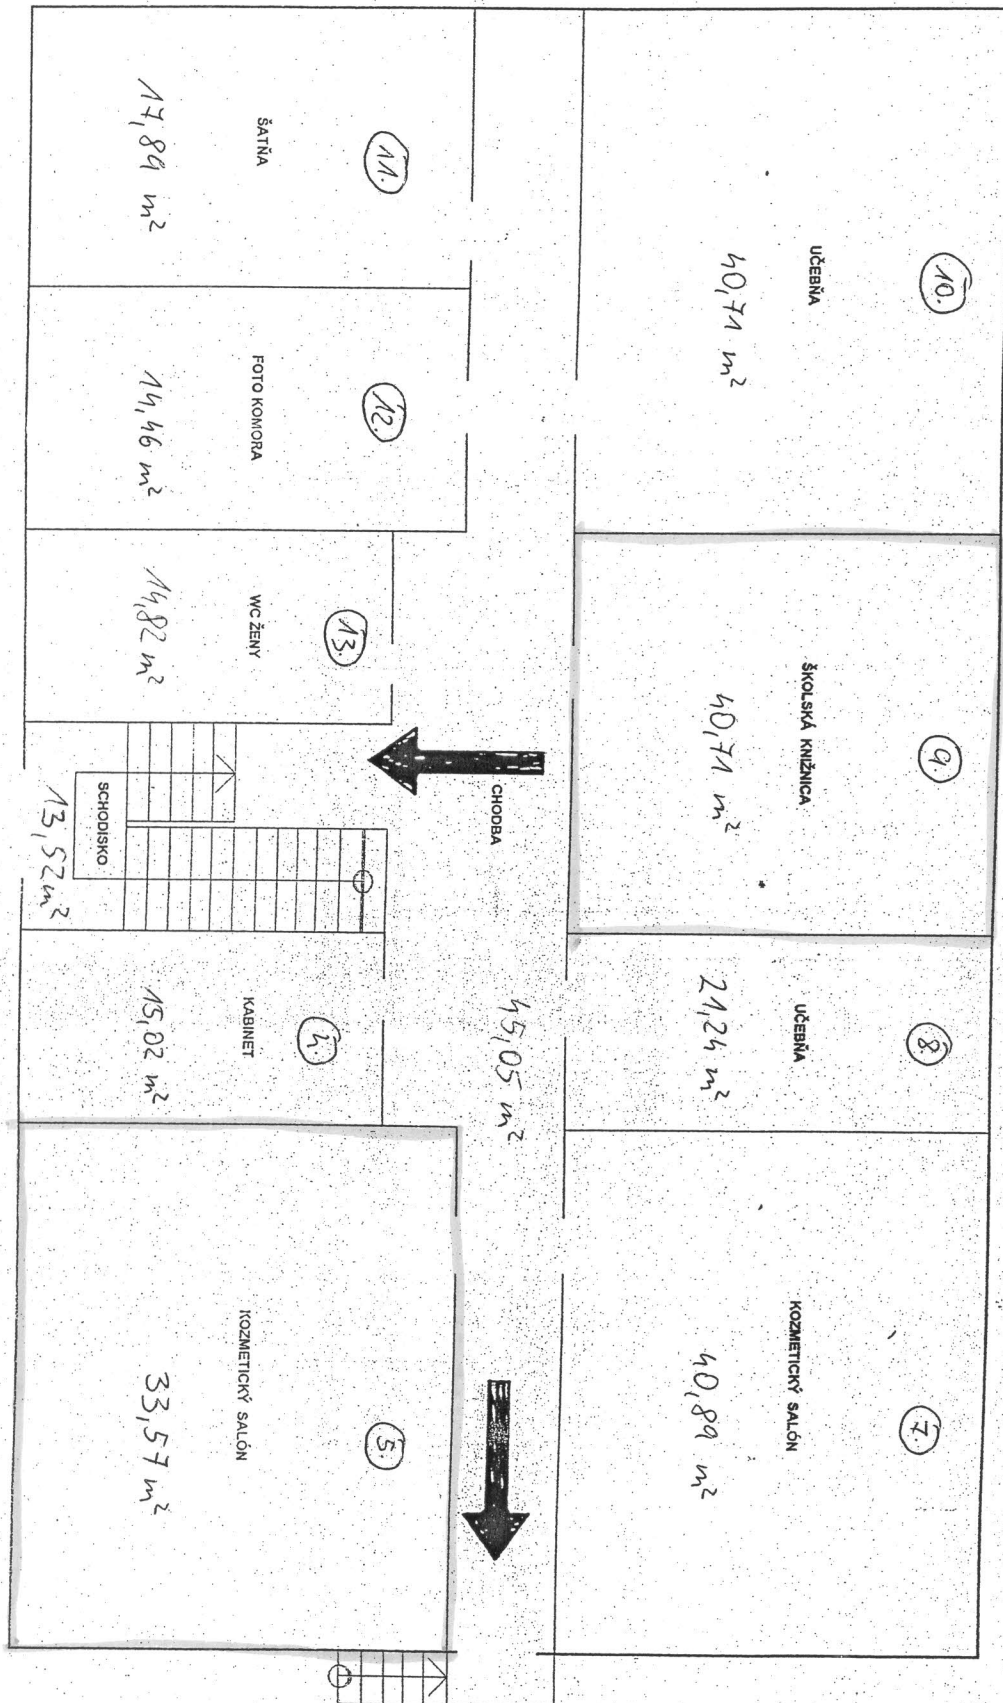 10.
UČEBŇA
40,71 m²
9.
ŠKOLSKÁ KNIŽNICA
40,71 m²
8.
UČEBŇA
21,24 m²
7.
KOZMETICKÝ SALÓN
40,89 m²
CHODBA
45,05 m²
11.
ŠATŇA
17,89 m²
12.
FOTO KOMORA
14,46 m²
13.
WC ŽENY
14,82 m²
SCHODISKO
13,52 m²
4.
KABINET
15,02 m²
5.
KOZMETICKÝ SALÓN
33,57 m²